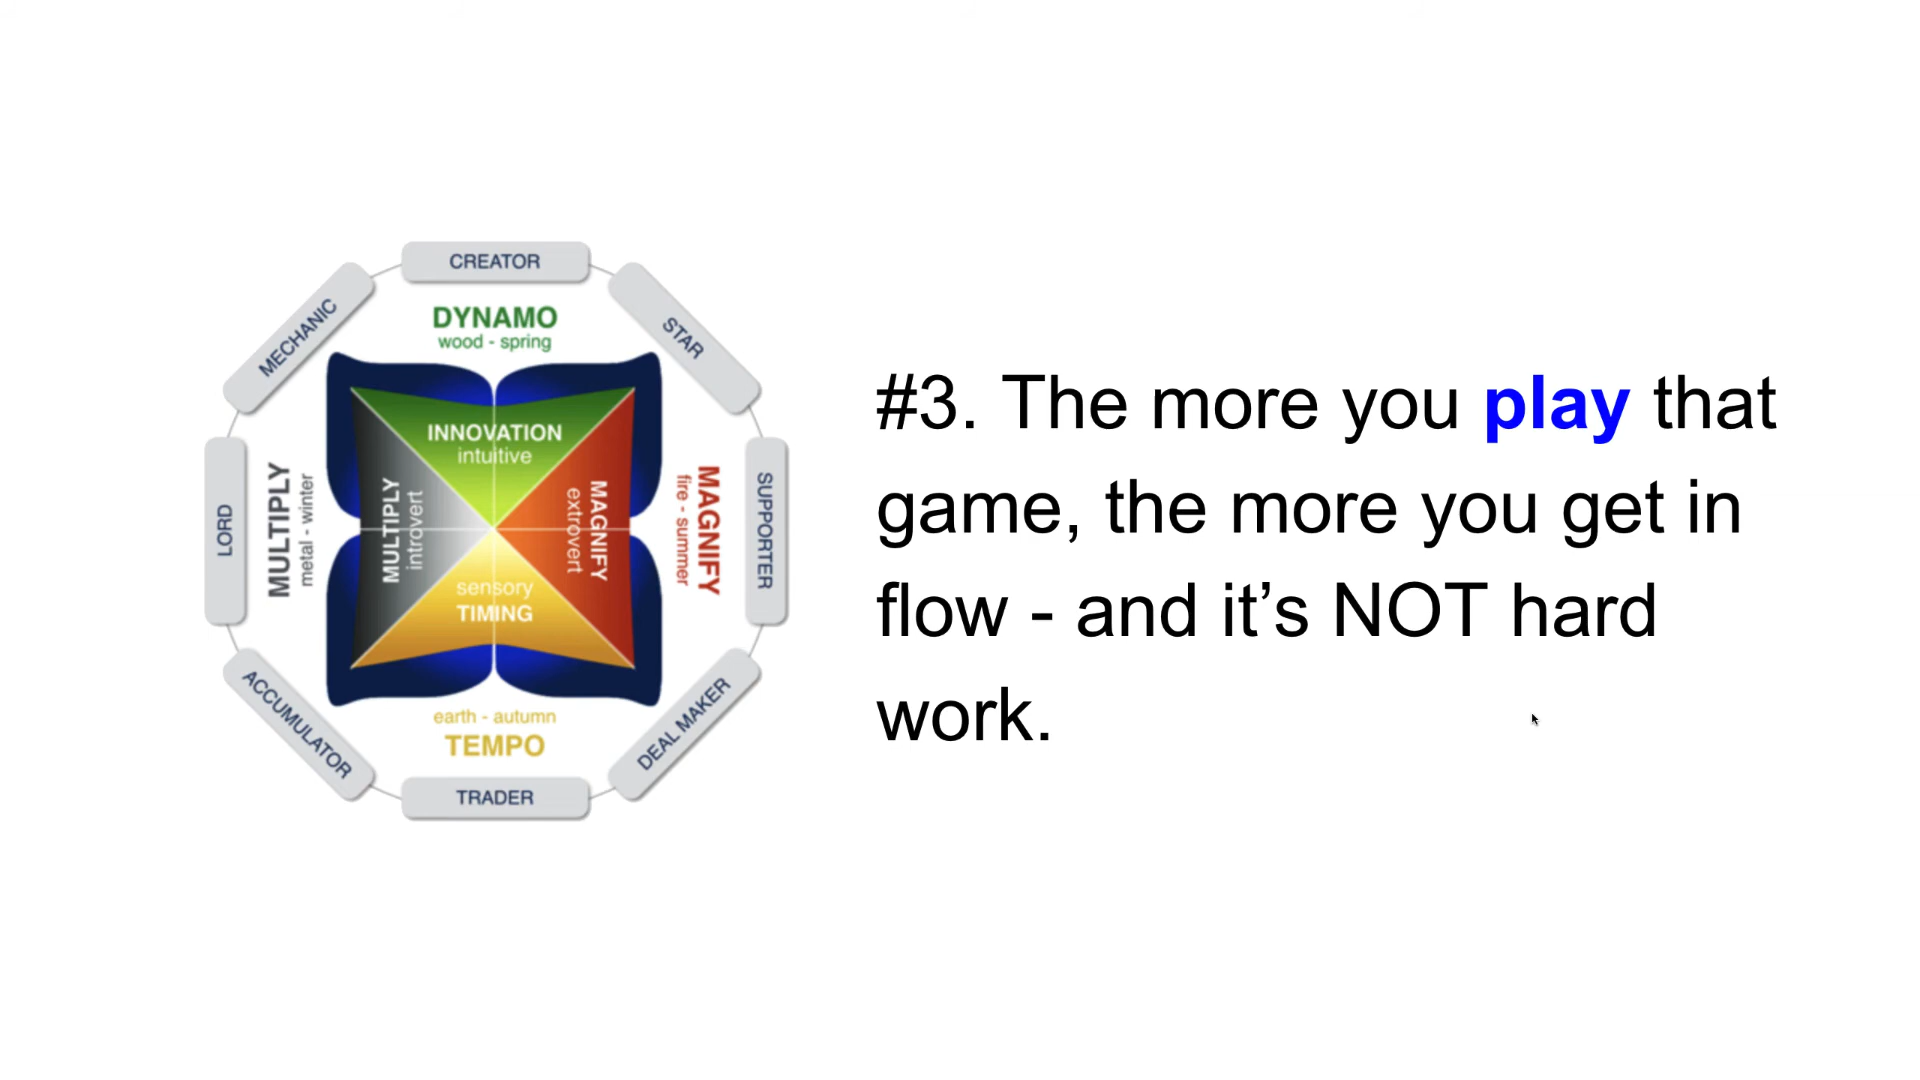 CREATOR
MECHANIC
STAR
DYNAMO
wood - spring
INNOVATION
intuitive
LORD
MULTIPLY
metal - winter
MULTIPLY
introvert
MAGNIFY
extrovert
MAGNIFY
fire - summer
SUPPORTER
sensory
TIMING
earth - autumn
TEMPO
ACCUMULATOR
DEAL MAKER
TRADER
#3. The more you play that
game, the more you get in
flow - and it’s NOT hard
work.